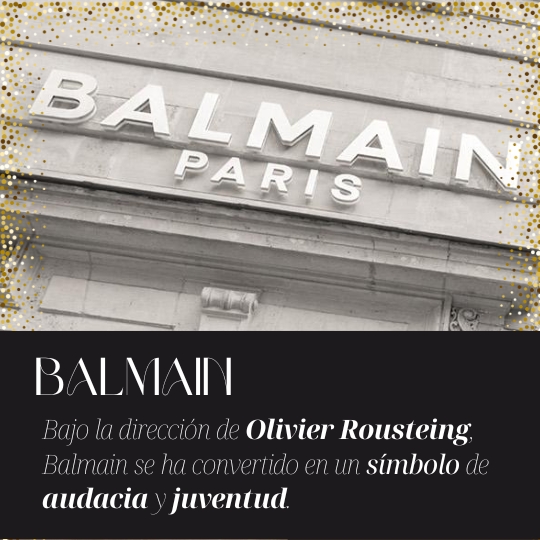 BALMAIN
PARIS
BALMAIN
Bajo la dirección de Olivier Rousteing,
Balmain se ha convertido en un símbolo de
audacia y juventud.